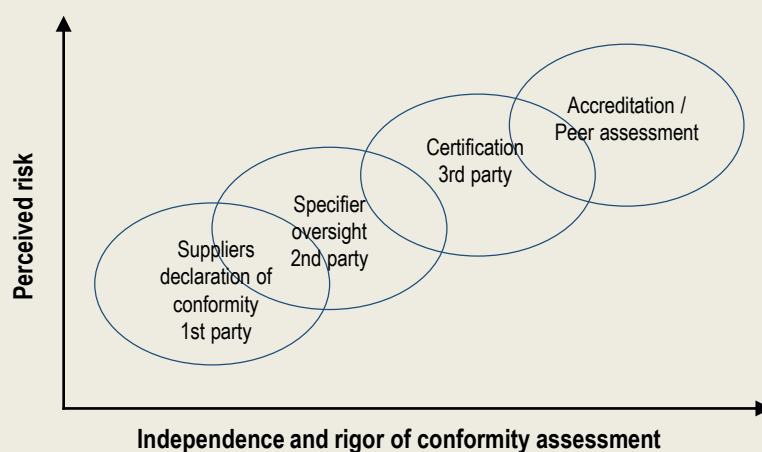 Perceived risk
Accreditation /
Peer assessment
Certification
3rd party
Specifier
oversight
2nd party
Suppliers
declaration of
conformity
1st party
Independence and rigor of conformity assessment